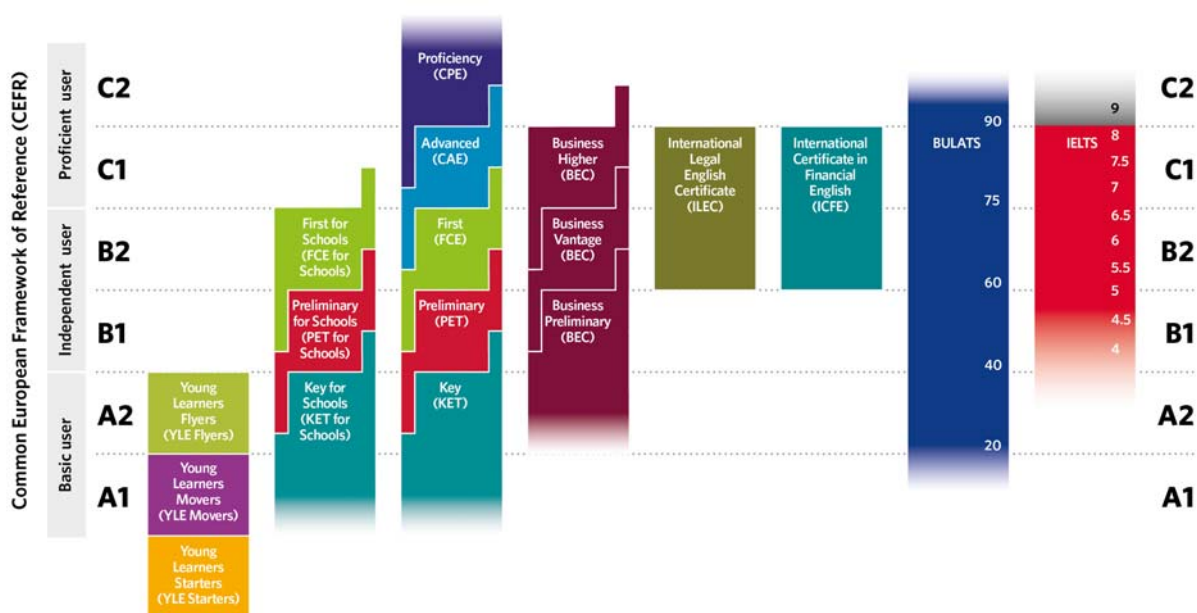 Common European Framework of Reference (CEFR)
Proficient user
Independent user
Basic user
C2
C1
B2
B1
A2
A1
Young
Learners
Flyers
(YLE Flyers)
Young
Learners
Movers
(YLE Movers)
Young
Learners
Starters
(YLE Starters)
First for
Schools
(FCE for
Schools)
Preliminary
for Schools
(PET for
Schools)
Key for
Schools
(KET for
Schools)
Proficiency
(CPE)
Advanced
(CAE)
First
(FCE)
Preliminary
(PET)
Key
(KET)
Business
Higher
(BEC)
Business
Vantage
(BEC)
Business
Preliminary
(BEC)
International
Legal
English
Certificate
(ILEC)
International
Certificate in
Financial
English
(ICFE)
BULATS
90
75
60
40
20
IELTS
9
8
7.5
7
6.5
6
5.5
5
4.5
4
C2
C1
B2
B1
A2
A1